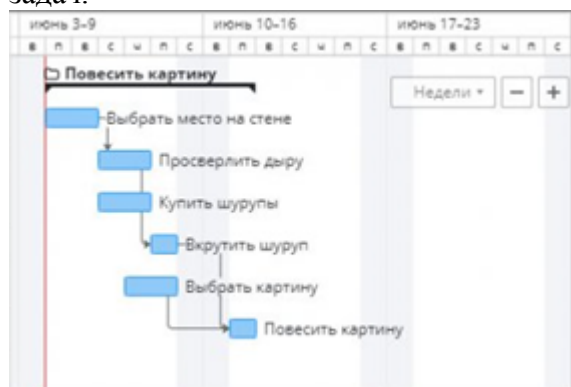 задач.
июнь 3–9 июнь 10–16 июнь 17–23
в п в с ч п с в п в с ч п с в п в с ч п с
Повесить картину
Недели − +
Выбрать место на стене
Просверлить дыру
Купить шурупы
Вкрутить шуруп
Выбрать картину
Повесить картину